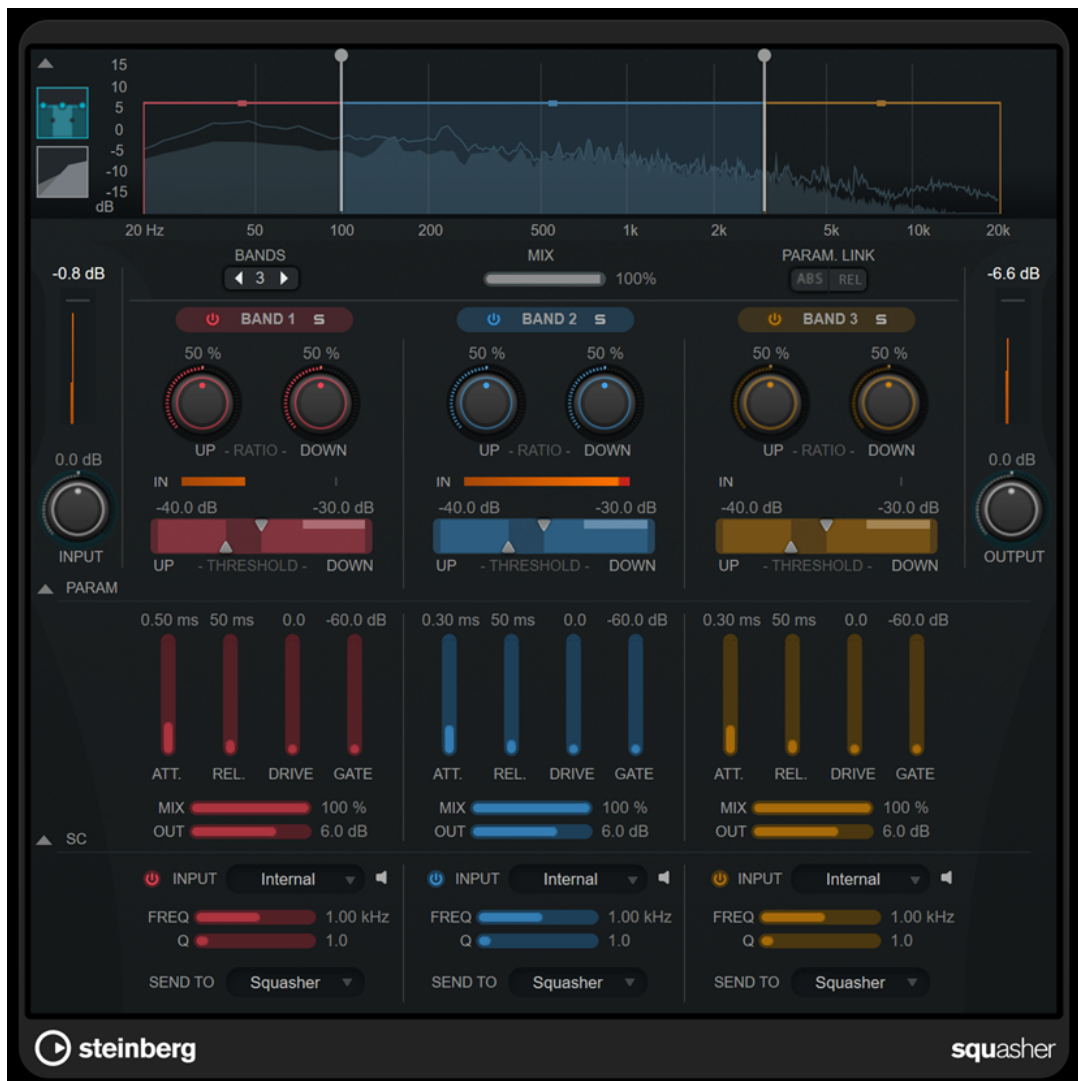 15
10
5
0
-5
-10
-15
dB
20 Hz 50 100 200 500 1k 2k 5k 10k 20k
BANDS MIX PARAM. LINK
-0.8 dB 3 100% ABS REL -6.6 dB
BAND 1 S BAND 2 S BAND 3 S
50 % 50 % 50 % 50 % 50 % 50 %
UP - RATIO - DOWN UP - RATIO - DOWN UP - RATIO - DOWN
0.0 dB 0.0 dB
IN IN IN
-40.0 dB -30.0 dB -40.0 dB -30.0 dB -40.0 dB -30.0 dB
INPUT OUTPUT
UP - THRESHOLD - DOWN UP - THRESHOLD - DOWN UP - THRESHOLD - DOWN
PARAM
0.50 ms 50 ms 0.0 -60.0 dB 0.30 ms 50 ms 0.0 -60.0 dB 0.30 ms 50 ms 0.0 -60.0 dB
ATT. REL. DRIVE GATE ATT. REL. DRIVE GATE ATT. REL. DRIVE GATE
MIX 100 % MIX 100 % MIX 100 %
OUT 6.0 dB OUT 6.0 dB OUT 6.0 dB
SC
INPUT Internal INPUT Internal INPUT Internal
FREQ 1.00 kHz FREQ 1.00 kHz FREQ 1.00 kHz
Q 1.0 Q 1.0 Q 1.0
SEND TO Squasher SEND TO Squasher SEND TO Squasher
steinberg squasher